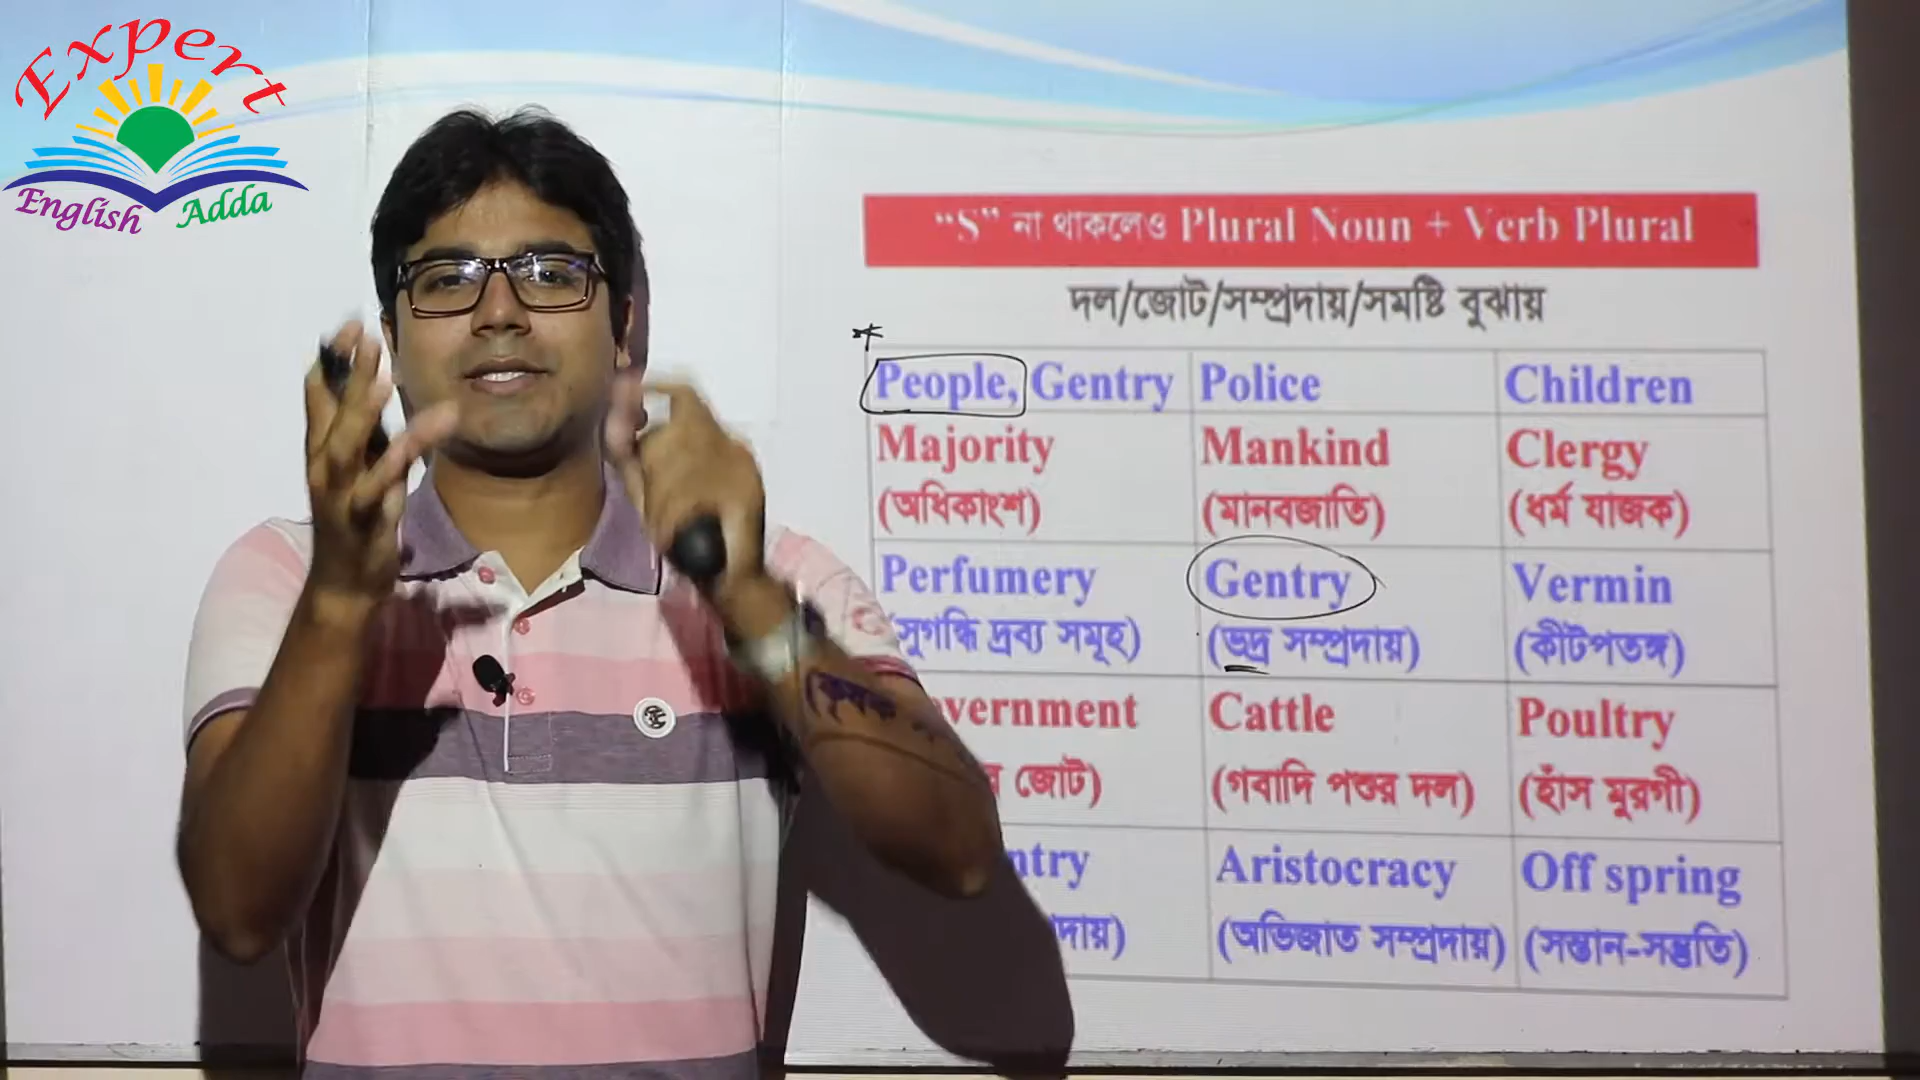 Expert
English Adda
“S” না থাকলেও Plural Noun + Verb Plural
দল/জোট/সম্প্রদায়/সমষ্টি বুঝায়
People, Gentry Police Children
Majority Mankind Clergy
(অধিকাংশ) (মানবজাতি) (ধর্ম যাজক)
Perfumery Gentry Vermin
(সুগন্ধি দ্রব্য সমূহ) (ভদ্র সম্প্রদায়) (কীটপতঙ্গ)
vernment Cattle Poultry
জোট) (গবাদি পশুর দল) (হাঁস মুরগী)
ntry Aristocracy Off spring
দায়) (অভিজাত সম্প্রদায়) (সন্তান-সন্ততি)
(কৃষক